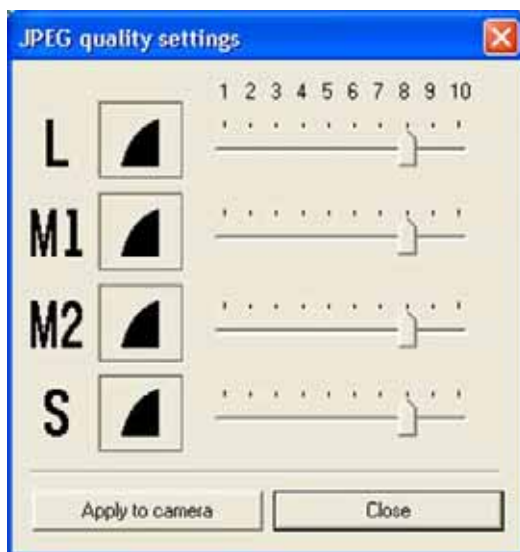 JPEG quality settings
1 2 3 4 5 6 7 8 9 10
L
M1
M2
S
Apply to camera
Close